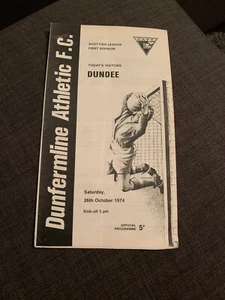 Dunfermline Athletic F.C.
SCOTTISH LEAGUE
FIRST DIVISION
TODAY'S VISITORS
DUNDEE
Saturday,
26th October 1974
Kick-off 3 pm
OFFICIAL
PROGRAMME 5p